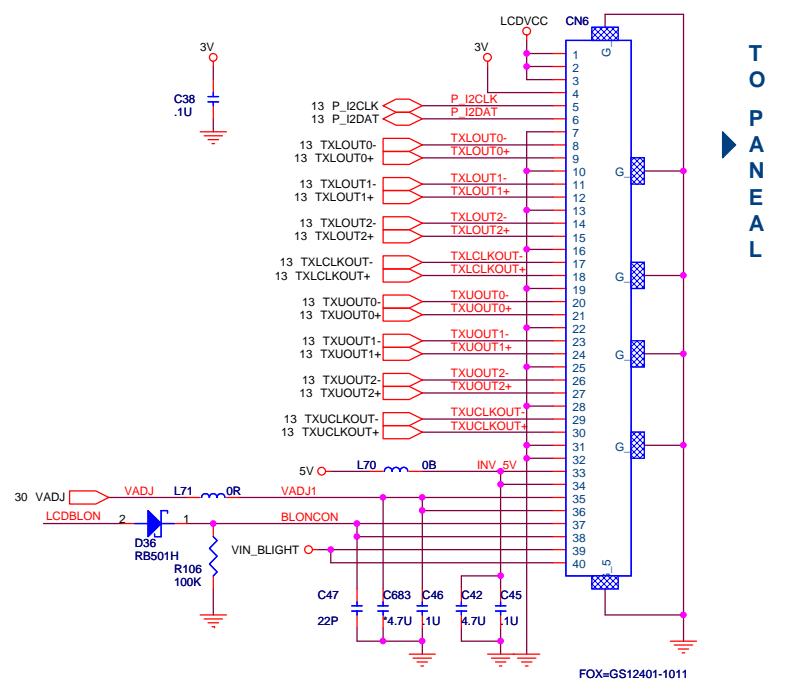 LCDVCC
CN6
3V
3V
C38
.1U
G_
TO PANEAL
1
2
3
4
13 P_I2CLK P_I2CLK 5
13 P_I2DAT P_I2DAT 6
7
13 TXLOUT0- TXLOUT0- 8
13 TXLOUT0+ TXLOUT0+ 9
10 G_
13 TXLOUT1- TXLOUT1- 11
13 TXLOUT1+ TXLOUT1+ 12
13
13 TXLOUT2- TXLOUT2- 14
13 TXLOUT2+ TXLOUT2+ 15
16
13 TXLCLKOUT- TXLCLKOUT- 17
13 TXLCLKOUT+ TXLCLKOUT+ 18 G_
19
13 TXUOUT0- TXUOUT0- 20
13 TXUOUT0+ TXUOUT0+ 21
22
13 TXUOUT1- TXUOUT1- 23
13 TXUOUT1+ TXUOUT1+ 24 G_
25
13 TXUOUT2- TXUOUT2- 26
13 TXUOUT2+ TXUOUT2+ 27
28
13 TXUCLKOUT- TXUCLKOUT- 29
13 TXUCLKOUT+ TXUCLKOUT+ 30
31 G_
32
5V L70 0B INV_5V 33
34
30 VADJ VADJ L71 0R VADJ1 35
36
LCDBLON 2 1 BLONCON 37
D36
RB501H
38
VIN_BLIGHT 39
40
G_5
R106
100K
C47 C683 C46 C42 C45
22P *4.7U .1U 4.7U .1U
FOX=GS12401-1011